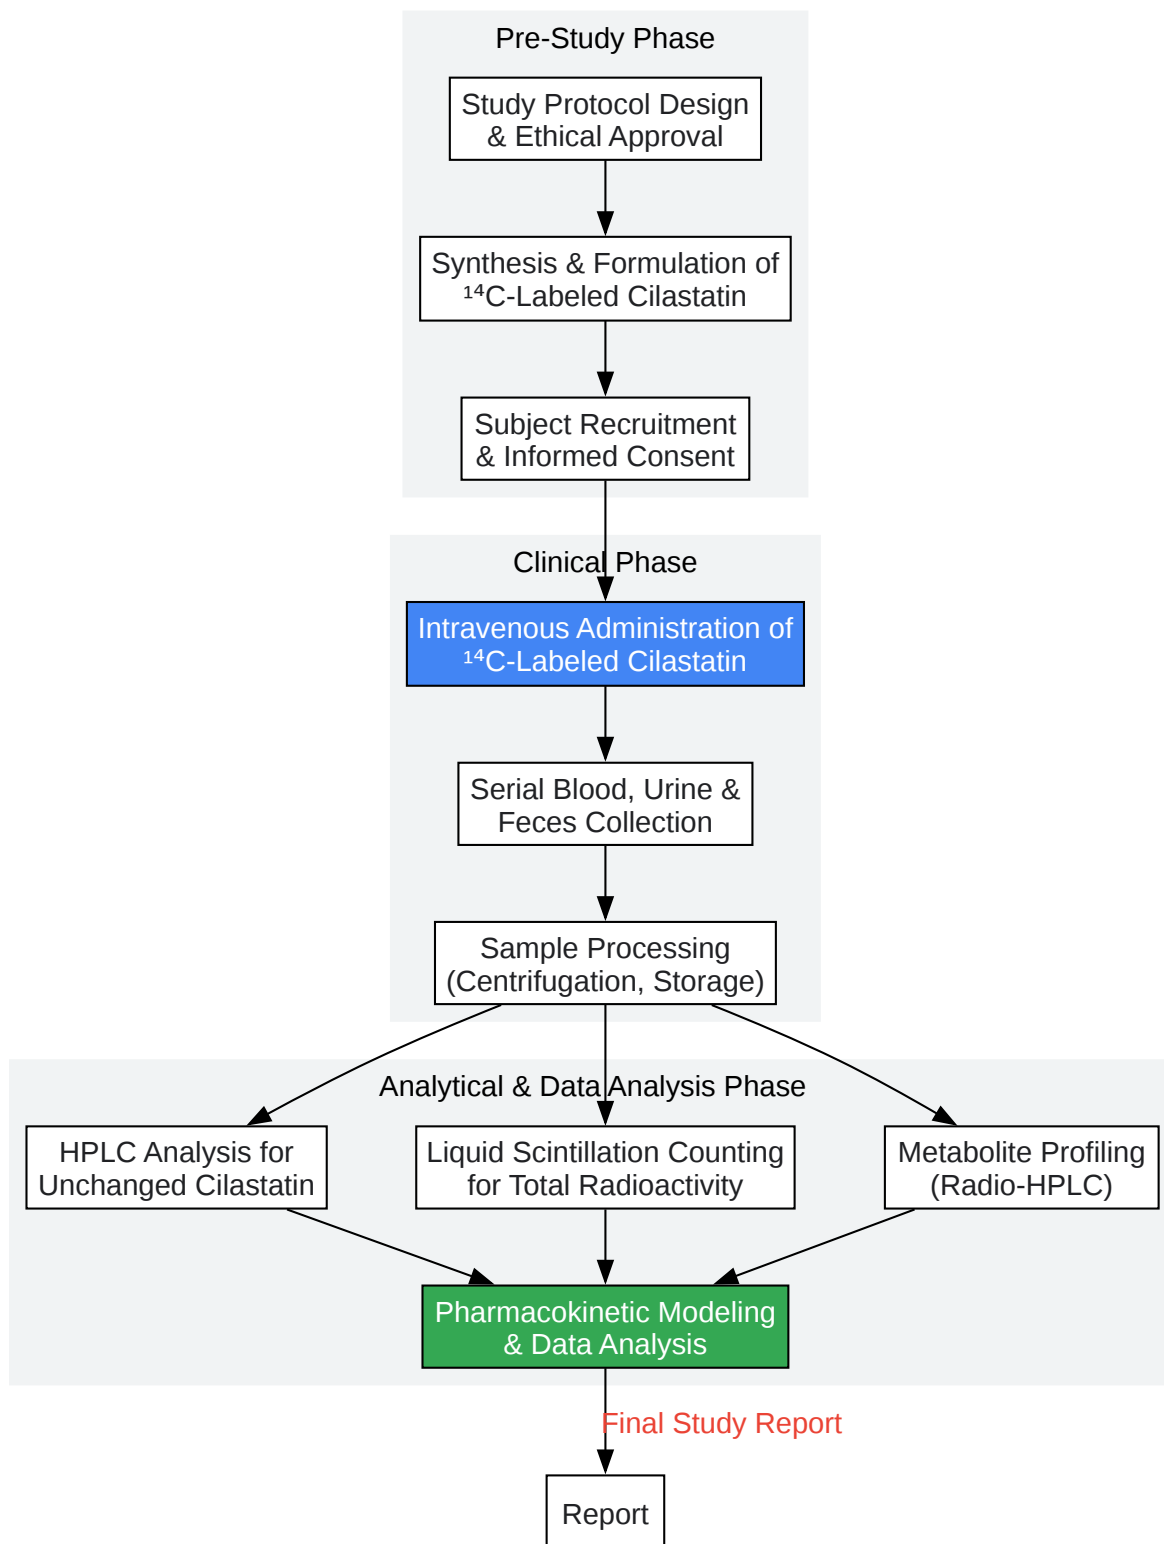 Pre-Study Phase
Study Protocol Design
& Ethical Approval
Synthesis & Formulation of
¹⁴C-Labeled Cilastatin
Subject Recruitment
& Informed Consent
Clinical Phase
Intravenous Administration of
¹⁴C-Labeled Cilastatin
Serial Blood, Urine &
Feces Collection
Sample Processing
(Centrifugation, Storage)
Analytical & Data Analysis Phase
HPLC Analysis for
Unchanged Cilastatin
Liquid Scintillation Counting
for Total Radioactivity
Metabolite Profiling
(Radio-HPLC)
Pharmacokinetic Modeling
& Data Analysis
Final Study Report
Report